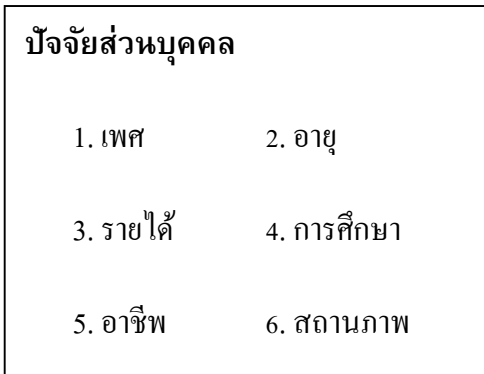 ปัจจัยส่วนบุคคล
1. เพศ 2. อายุ
3. รายได้ 4. การศึกษา
5. อาชีพ 6. สถานภาพ